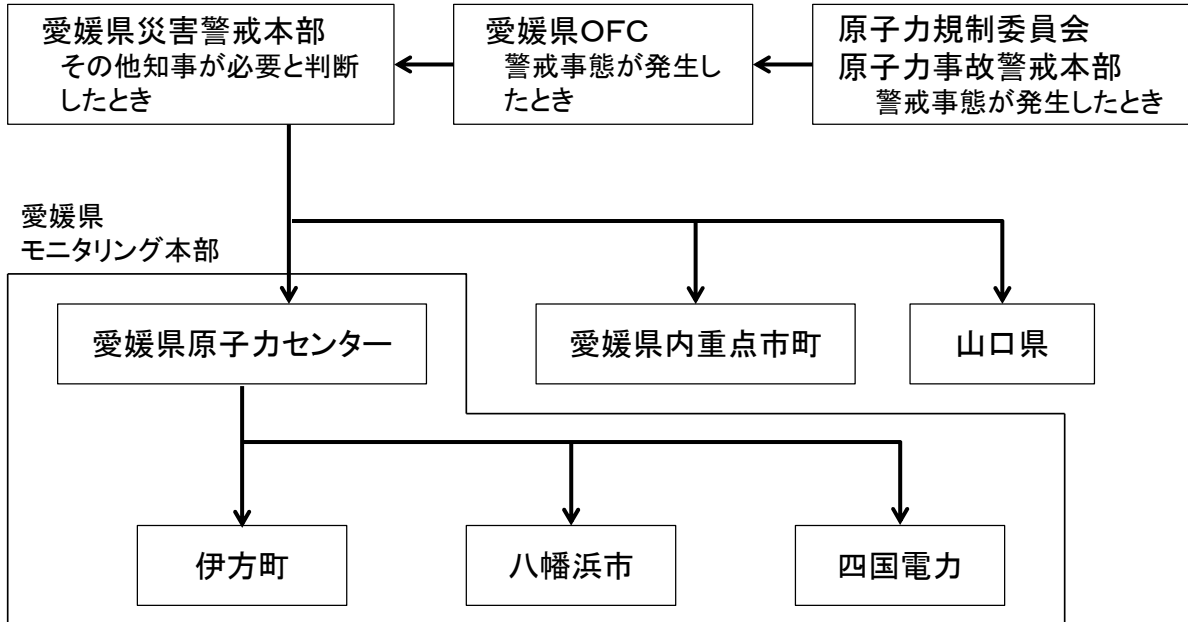 愛媛県災害警戒本部
その他知事が必要と判断
したとき
愛媛県OFC
警戒事態が発生し
たとき
原子力規制委員会
原子力事故警戒本部
警戒事態が発生したとき
愛媛県
モニタリング本部
愛媛県原子力センター
愛媛県内重点市町
山口県
伊方町
八幡浜市
四国電力